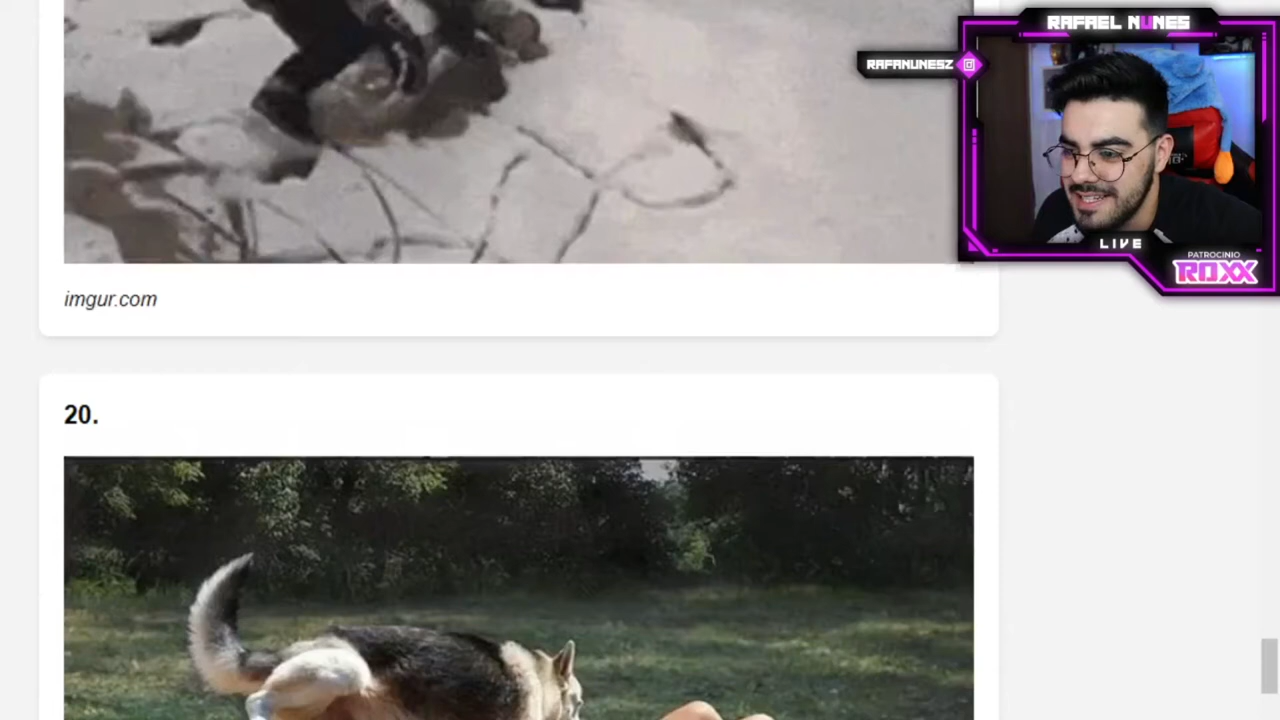 RAFAEL NUNES
RAFANUNESZ
LIVE
PATROCINIO
ROXX
imgur.com
20.